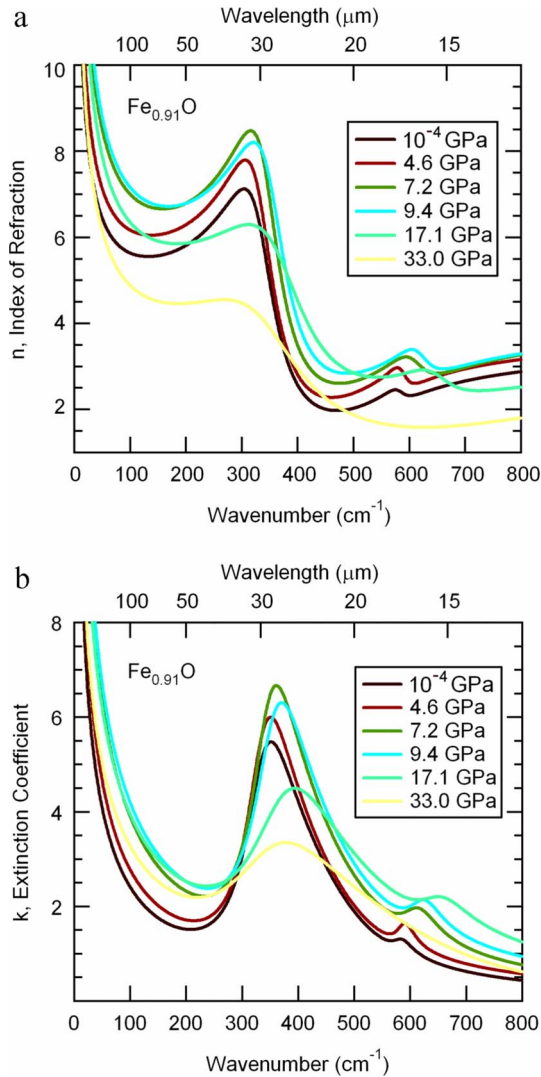 a
Wavelength (μm)
100 50 30 20 15
Fe0.91O
10-4 GPa
4.6 GPa
7.2 GPa
9.4 GPa
17.1 GPa
33.0 GPa
n, Index of Refraction
10
8
6
4
2
0 100 200 300 400 500 600 700 800
Wavenumber (cm-1)
b
Wavelength (μm)
100 50 30 20 15
Fe0.91O
10-4 GPa
4.6 GPa
7.2 GPa
9.4 GPa
17.1 GPa
33.0 GPa
k, Extinction Coefficient
8
6
4
2
0 100 200 300 400 500 600 700 800
Wavenumber (cm-1)